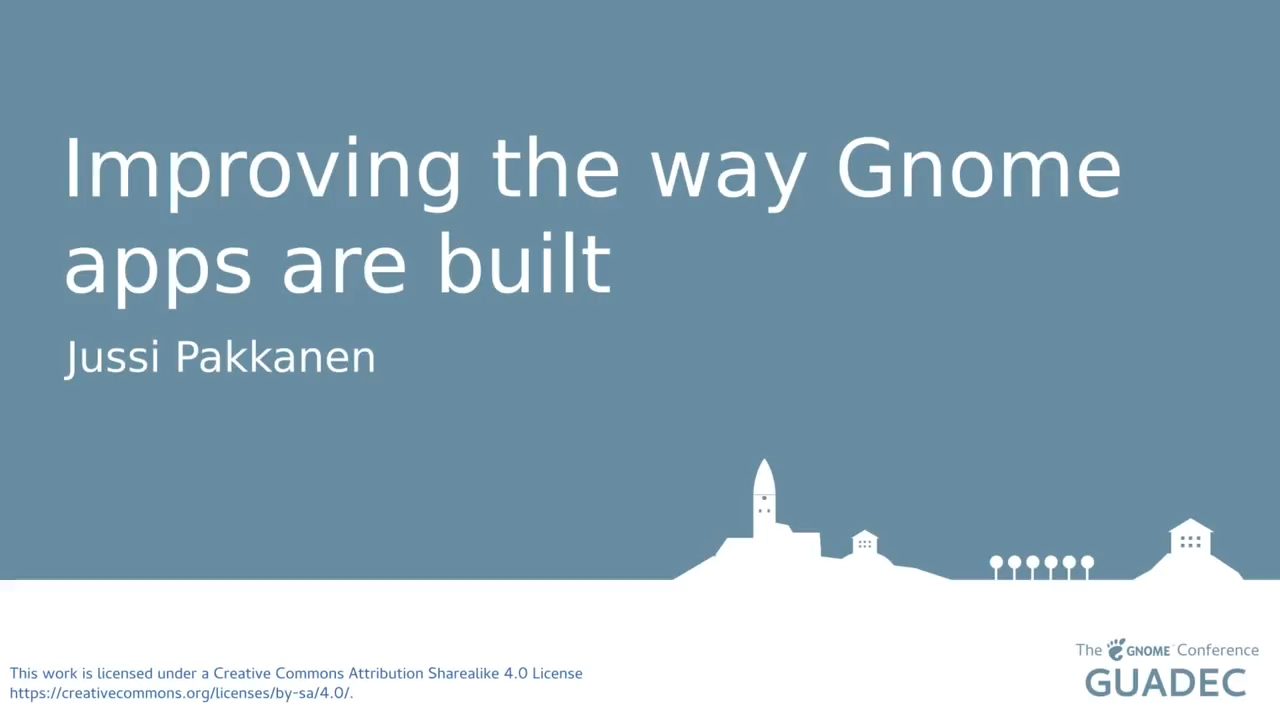 Improving the way Gnome
apps are built
Jussi Pakkanen
This work is licensed under a Creative Commons Attribution Sharealike 4.0 License
https://creativecommons.org/licenses/by-sa/4.0/.
The GNOME Conference
GUADEC